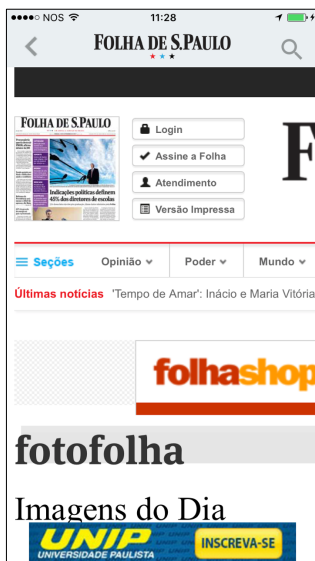 NOS 11:28
FOLHA DE S.PAULO
FOLHA DE S.PAULO
Indicações políticas definem
45% dos diretores de escolas
Login
Assine a Folha
Atendimento
Versão Impressa
F
Seções Opinião Poder Mundo
Últimas notícias 'Tempo de Amar': Inácio e Maria Vitória
folhashop
fotofolha
Imagens do Dia
UNIP
UNIVERSIDADE PAULISTA
INSCREVA-SE